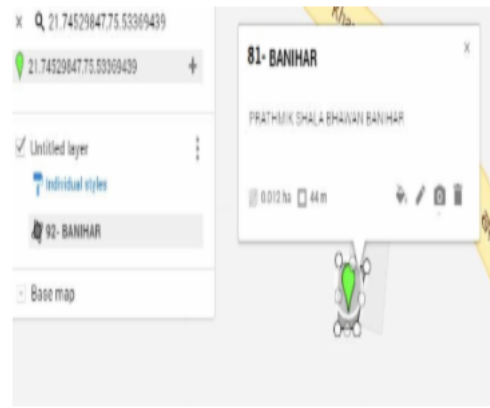 21.74529847,75.53369439
21.74529847,75.53369439
Untitled layer
Individual styles
92- BANIHAR
Base map
81- BANIHAR
PRATHMIK SHALA BHAWAN BANIHAR
0.012 ha 44 m
Kha